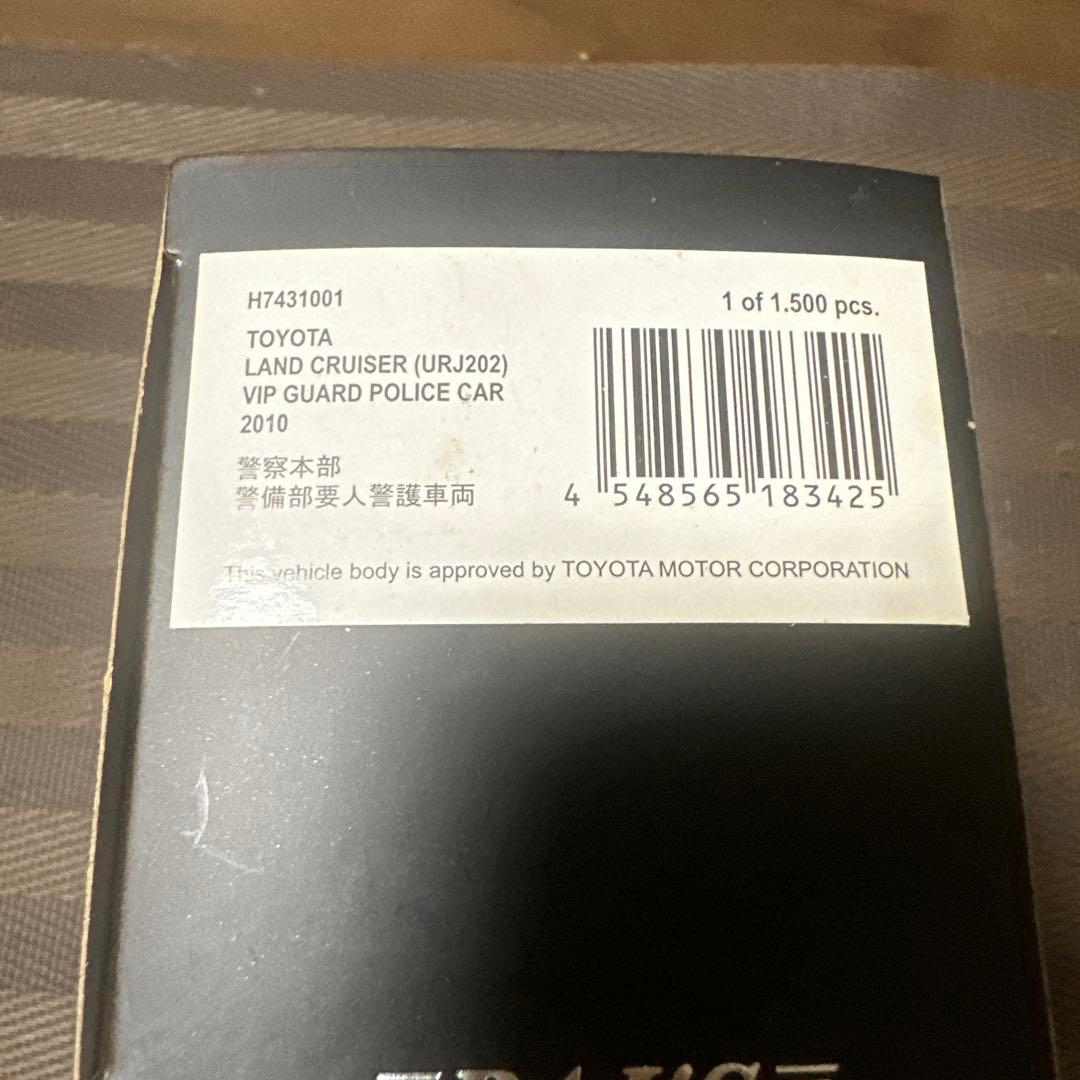 H7431001
1 of 1.500 pcs.
TOYOTA
LAND CRUISER (URJ202)
VIP GUARD POLICE CAR
2010
警察本部
警備部要人警護車両
4 548565 183425
This vehicle body is approved by TOYOTA MOTOR CORPORATION